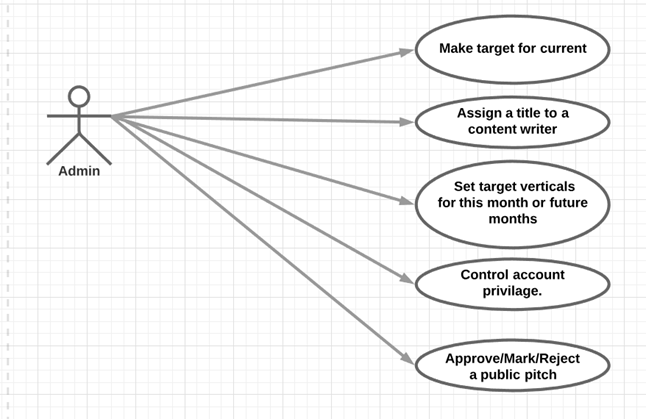 Make target for current
Assign a title to a
content writer
Admin
Set target verticals
for this month or future
months
Control account
privilage.
Approve/Mark/Reject
a public pitch